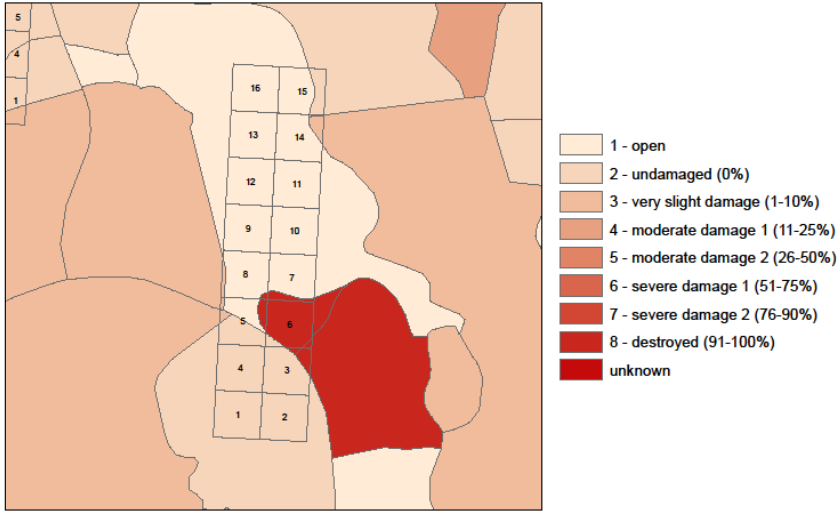 5
4
1
16 15
13 14
12 11
9 10
8 7
5 6
4 3
1 2
1 - open
2 - undamaged (0%)
3 - very slight damage (1-10%)
4 - moderate damage 1 (11-25%)
5 - moderate damage 2 (26-50%)
6 - severe damage 1 (51-75%)
7 - severe damage 2 (76-90%)
8 - destroyed (91-100%)
unknown